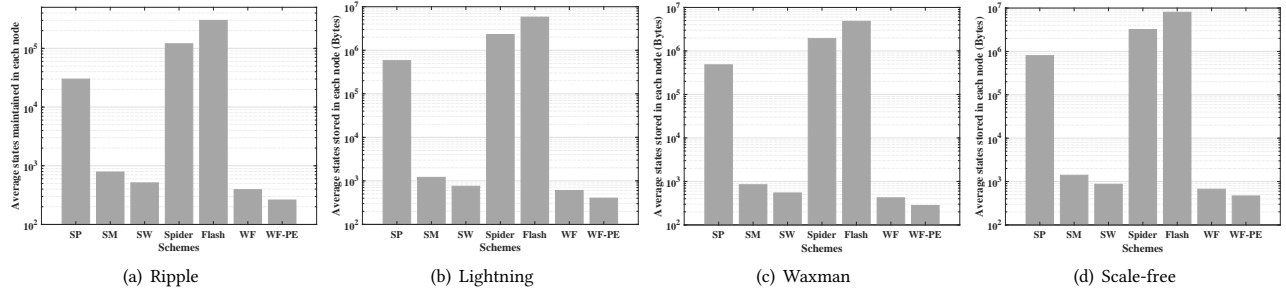 Average states maintained in each node
10^5
10^4
10^3
10^2
SP SM SW Spider Flash WF WF-PE
Schemes
(a) Ripple
Average states stored in each node (Bytes)
10^7
10^6
10^5
10^4
10^3
10^2
SP SM SW Spider Flash WF WF-PE
Schemes
(b) Lightning
Average states stored in each node (Bytes)
10^7
10^6
10^5
10^4
10^3
10^2
SP SM SW Spider Flash WF WF-PE
Schemes
(c) Waxman
Average states stored in each node (Bytes)
10^7
10^6
10^5
10^4
10^3
10^2
SP SM SW Spider Flash WF WF-PE
Schemes
(d) Scale-free